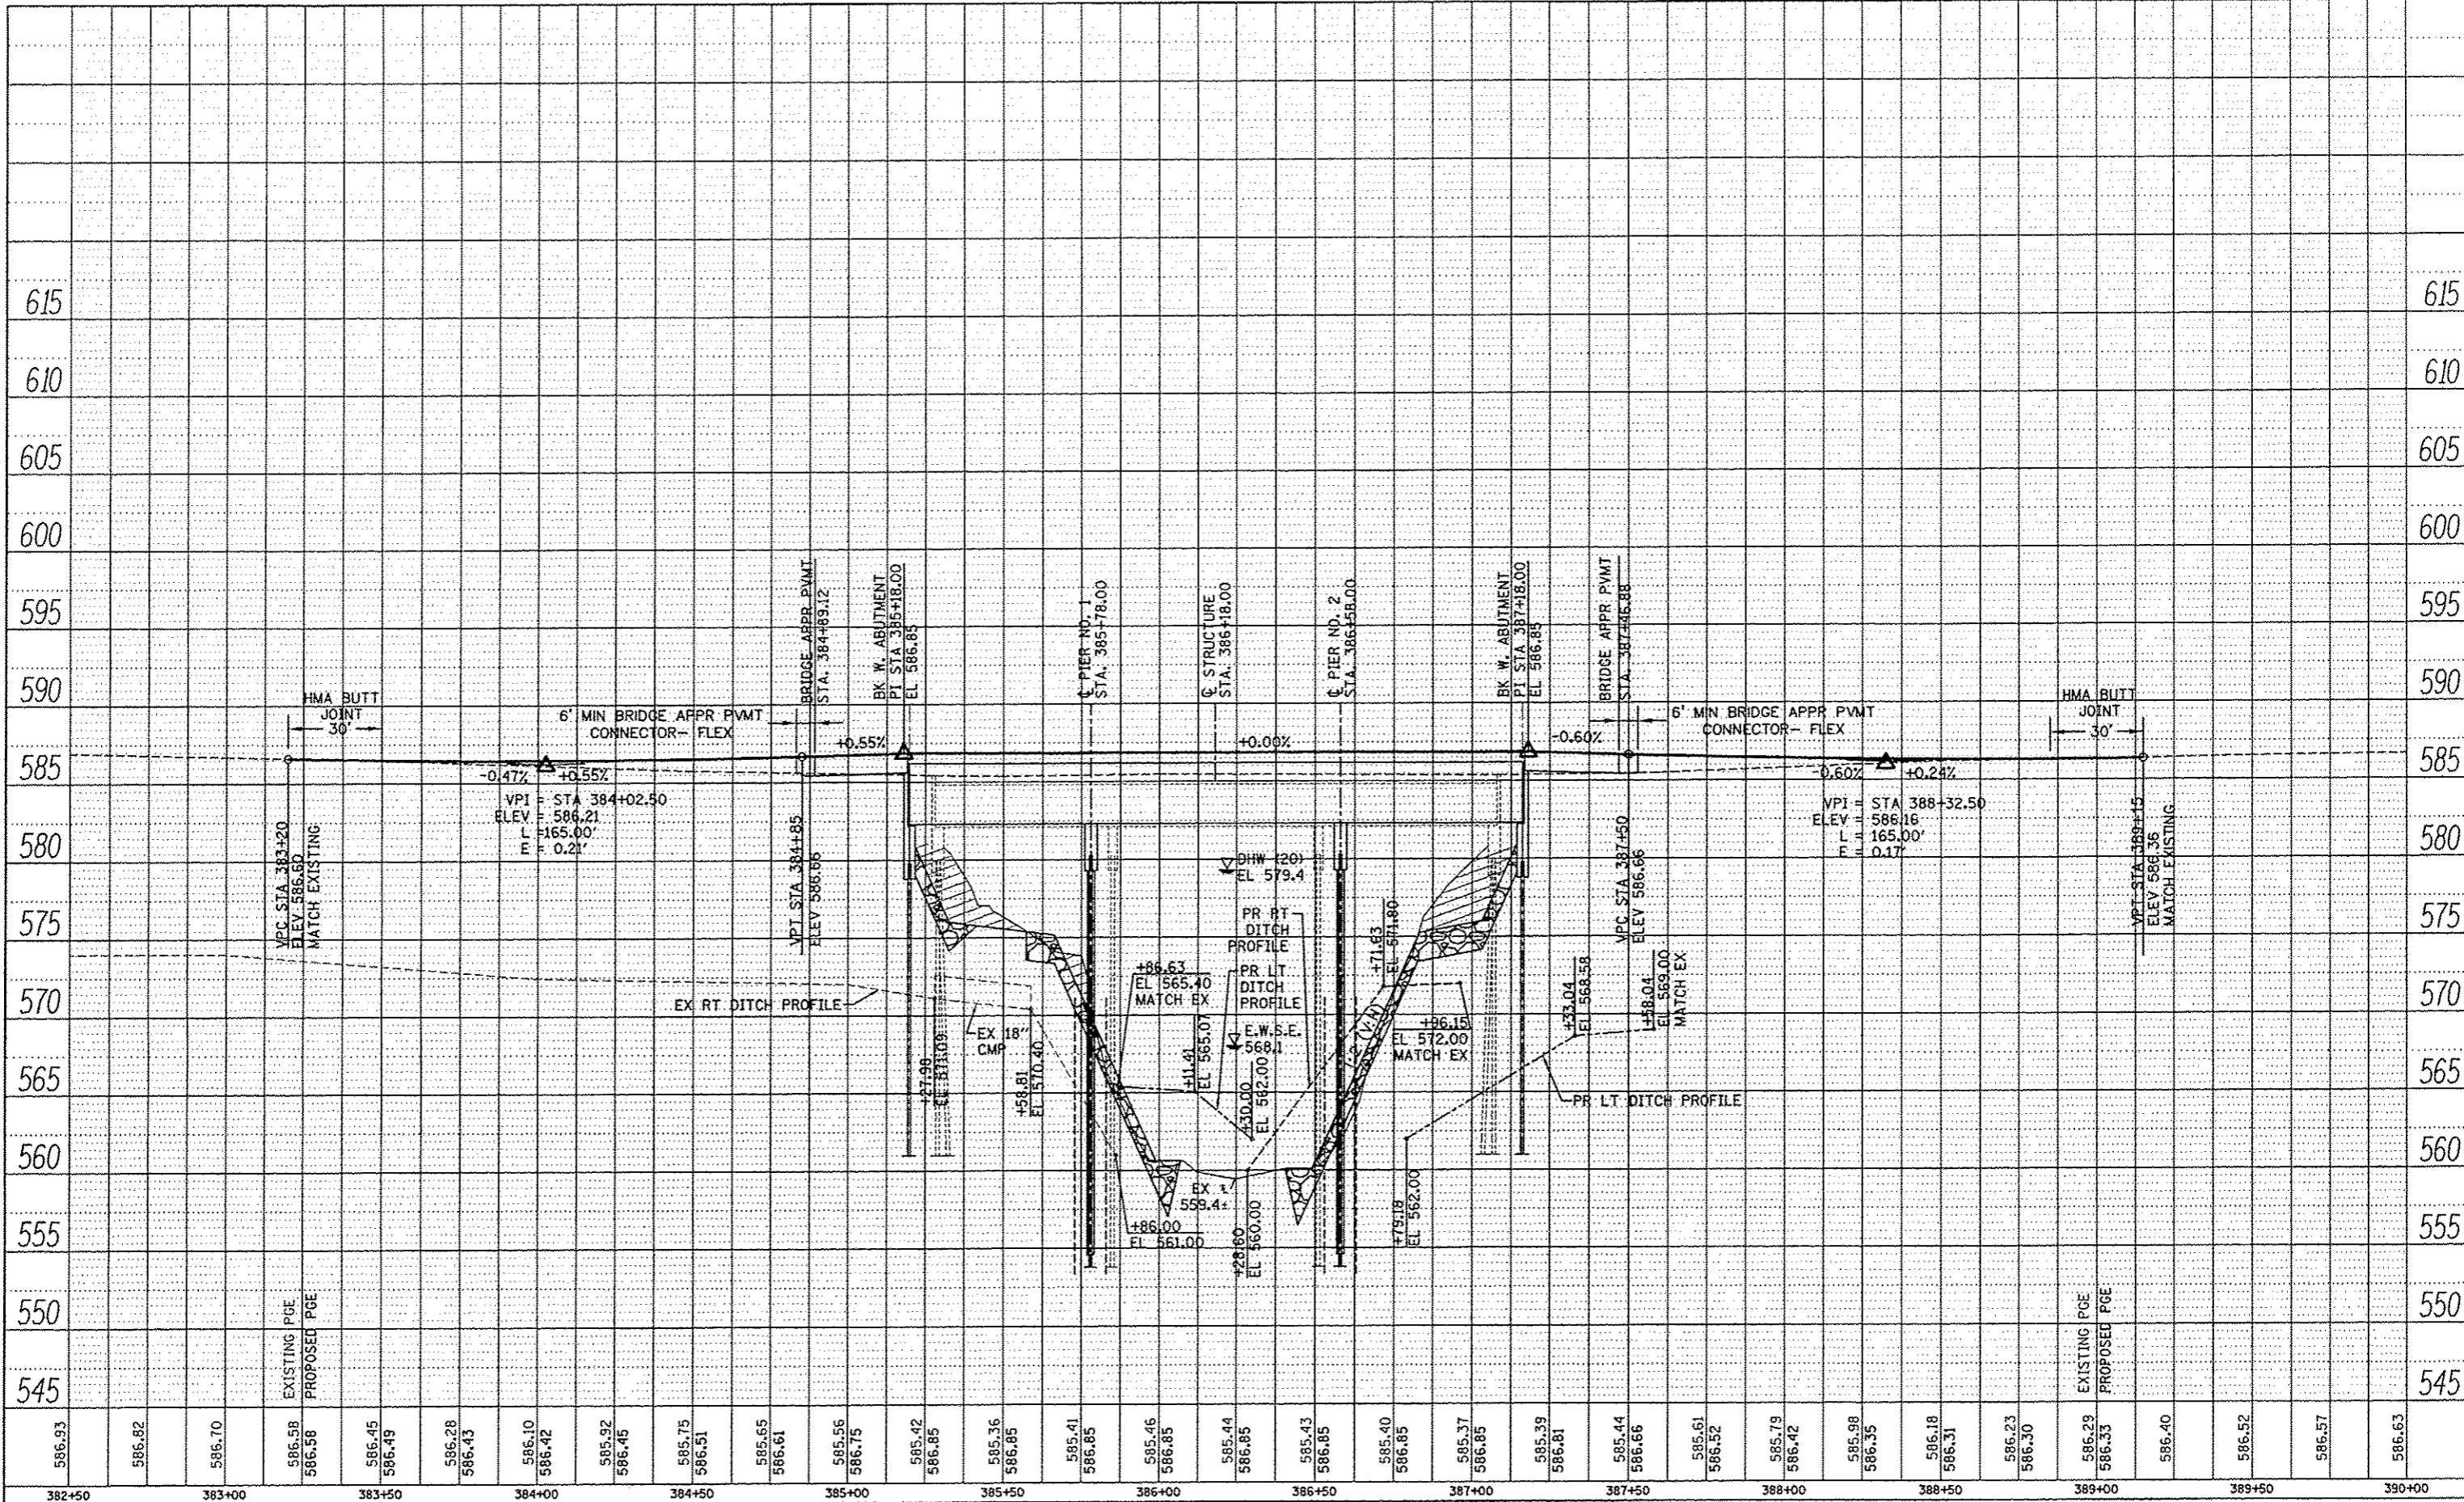 615
615
610
610
605
605
600
600
595
595
590
590
585
585
580
580
575
575
570
570
565
565
560
560
555
555
550
550
545
545
HMA BUTT
JOINT
30'
6' MIN BRIDGE APPR PVMT
CONNECTOR- FLEX
BRIDGE APPR PVMT
STA. 384+89.12
BK W. ABUTMENT
PI STA 385+18.00
EL 586.85
℄ PIER NO. 1
STA. 385+78.00
℄ STRUCTURE
STA. 386+18.00
℄ PIER NO. 2
STA. 386+58.00
BK W. ABUTMENT
PI STA 387+18.00
EL 586.85
BRIDGE APPR PVMT
STA. 387+46.88
6' MIN BRIDGE APPR PVMT
CONNECTOR- FLEX
HMA BUTT
JOINT
30'
-0.47%
+0.55%
+0.55%
+0.00%
-0.60%
-0.60%
+0.24%
VPI = STA 384+02.50
ELEV = 586.21
L =165.00'
E = 0.21'
VPI = STA 388+32.50
ELEV = 586.16
L = 165.00'
E = 0.17'
VPC STA 383+20
ELEV 586.60
MATCH EXISTING
VPT STA 384+85
ELEV 586.66
VPC STA 387+50
ELEV 586.66
VPT STA 389+15
ELEV 586.36
MATCH EXISTING
DHW (20)
EL 579.4
PR RT
DITCH
PROFILE
PR LT
DITCH
PROFILE
E.W.S.E.
568.1
+86.63
EL 565.40
MATCH EX
+11.41
EL 565.07
+30.00
EL 562.00
+71.63
EL 571.80
+96.15
EL 572.00
MATCH EX
1:2 (V:H)
+33.04
EL 568.58
+58.04
EL 569.00
MATCH EX
EX RT DITCH PROFILE
EX 18"
CMP
+27.98
EL 571.09
+58.81
EL 570.40
PR LT DITCH PROFILE
EX
559.4±
+86.00
EL 561.00
+28.60
EL 560.00
+79.18
EL 562.00
EXISTING PGE
PROPOSED PGE
EXISTING PGE
PROPOSED PGE
586.93
586.82
586.70
586.58
586.58
586.45
586.49
586.28
586.43
586.10
586.42
585.92
586.45
585.75
586.51
585.65
586.61
585.56
586.75
585.42
586.85
585.36
586.85
585.41
586.85
585.46
586.85
585.44
586.85
585.43
586.85
585.40
586.85
585.37
586.85
585.39
586.81
585.44
586.66
585.61
586.52
585.79
586.42
585.98
586.35
586.18
586.31
586.23
586.30
586.29
586.33
586.40
586.52
586.57
586.63
382+50
383+00
383+50
384+00
384+50
385+00
385+50
386+00
386+50
387+00
387+50
388+00
388+50
389+00
389+50
390+00